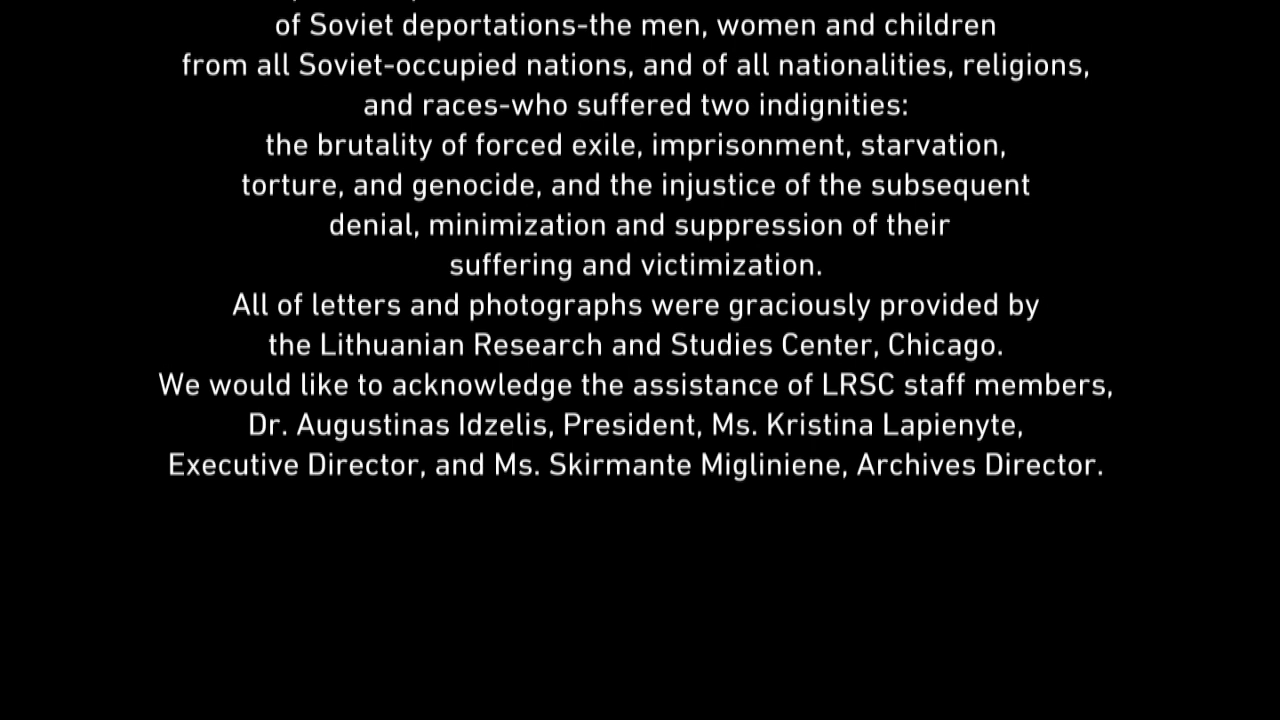 of Soviet deportations-the men, women and children
from all Soviet-occupied nations, and of all nationalities, religions,
and races-who suffered two indignities:
the brutality of forced exile, imprisonment, starvation,
torture, and genocide, and the injustice of the subsequent
denial, minimization and suppression of their
suffering and victimization.
All of letters and photographs were graciously provided by
the Lithuanian Research and Studies Center, Chicago.
We would like to acknowledge the assistance of LRSC staff members,
Dr. Augustinas Idzelis, President, Ms. Kristina Lapienyte,
Executive Director, and Ms. Skirmante Migliniene, Archives Director.